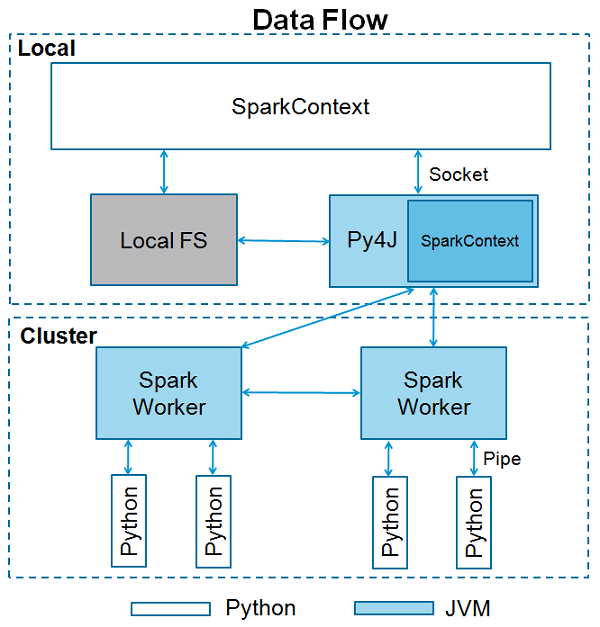 Data Flow
Local
SparkContext
Socket
Local FS
Py4J
SparkContext
Cluster
Spark
Worker
Spark
Worker
Pipe
Python
Python
Python
Python
Python
JVM